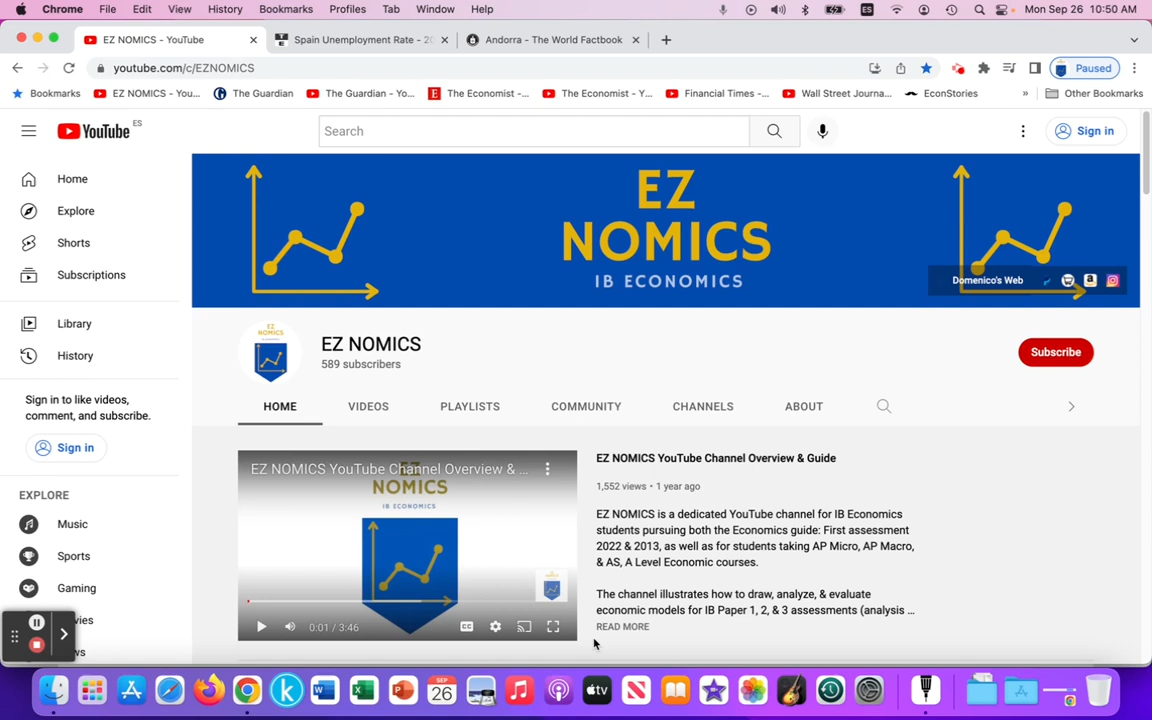 Chrome File Edit View History Bookmarks Profiles Tab Window Help ES Mon Sep 26 10:50 AM
EZ NOMICS - YouTube Spain Unemployment Rate - 20 Andorra - The World Factbook
youtube.com/c/EZNOMICS Paused
Bookmarks EZ NOMICS - You... The Guardian The Guardian - Yo... The Economist -... The Economist - Y... Financial Times -... Wall Street Journa... EconStories » Other Bookmarks
YouTube ES Search Sign in
Home
Explore
Shorts
Subscriptions
Library
History
Sign in to like videos,
comment, and subscribe.
Sign in
EXPLORE
Music
Sports
Gaming
vies
ws
EZ
NOMICS
IB ECONOMICS
Domenico's Web
EZ NOMICS
589 subscribers
Subscribe
HOME VIDEOS PLAYLISTS COMMUNITY CHANNELS ABOUT
EZ NOMICS YouTube Channel Overview & ...
NOMICS
IB ECONOMICS
0:01 / 3:46
EZ NOMICS YouTube Channel Overview & Guide
1,552 views • 1 year ago
EZ NOMICS is a dedicated YouTube channel for IB Economics
students pursuing both the Economics guide: First assessment
2022 & 2013, as well as for students taking AP Micro, AP Macro,
& AS, A Level Economic courses.
The channel illustrates how to draw, analyze, & evaluate
economic models for IB Paper 1, 2, & 3 assessments (analysis ...
READ MORE
SEP
26